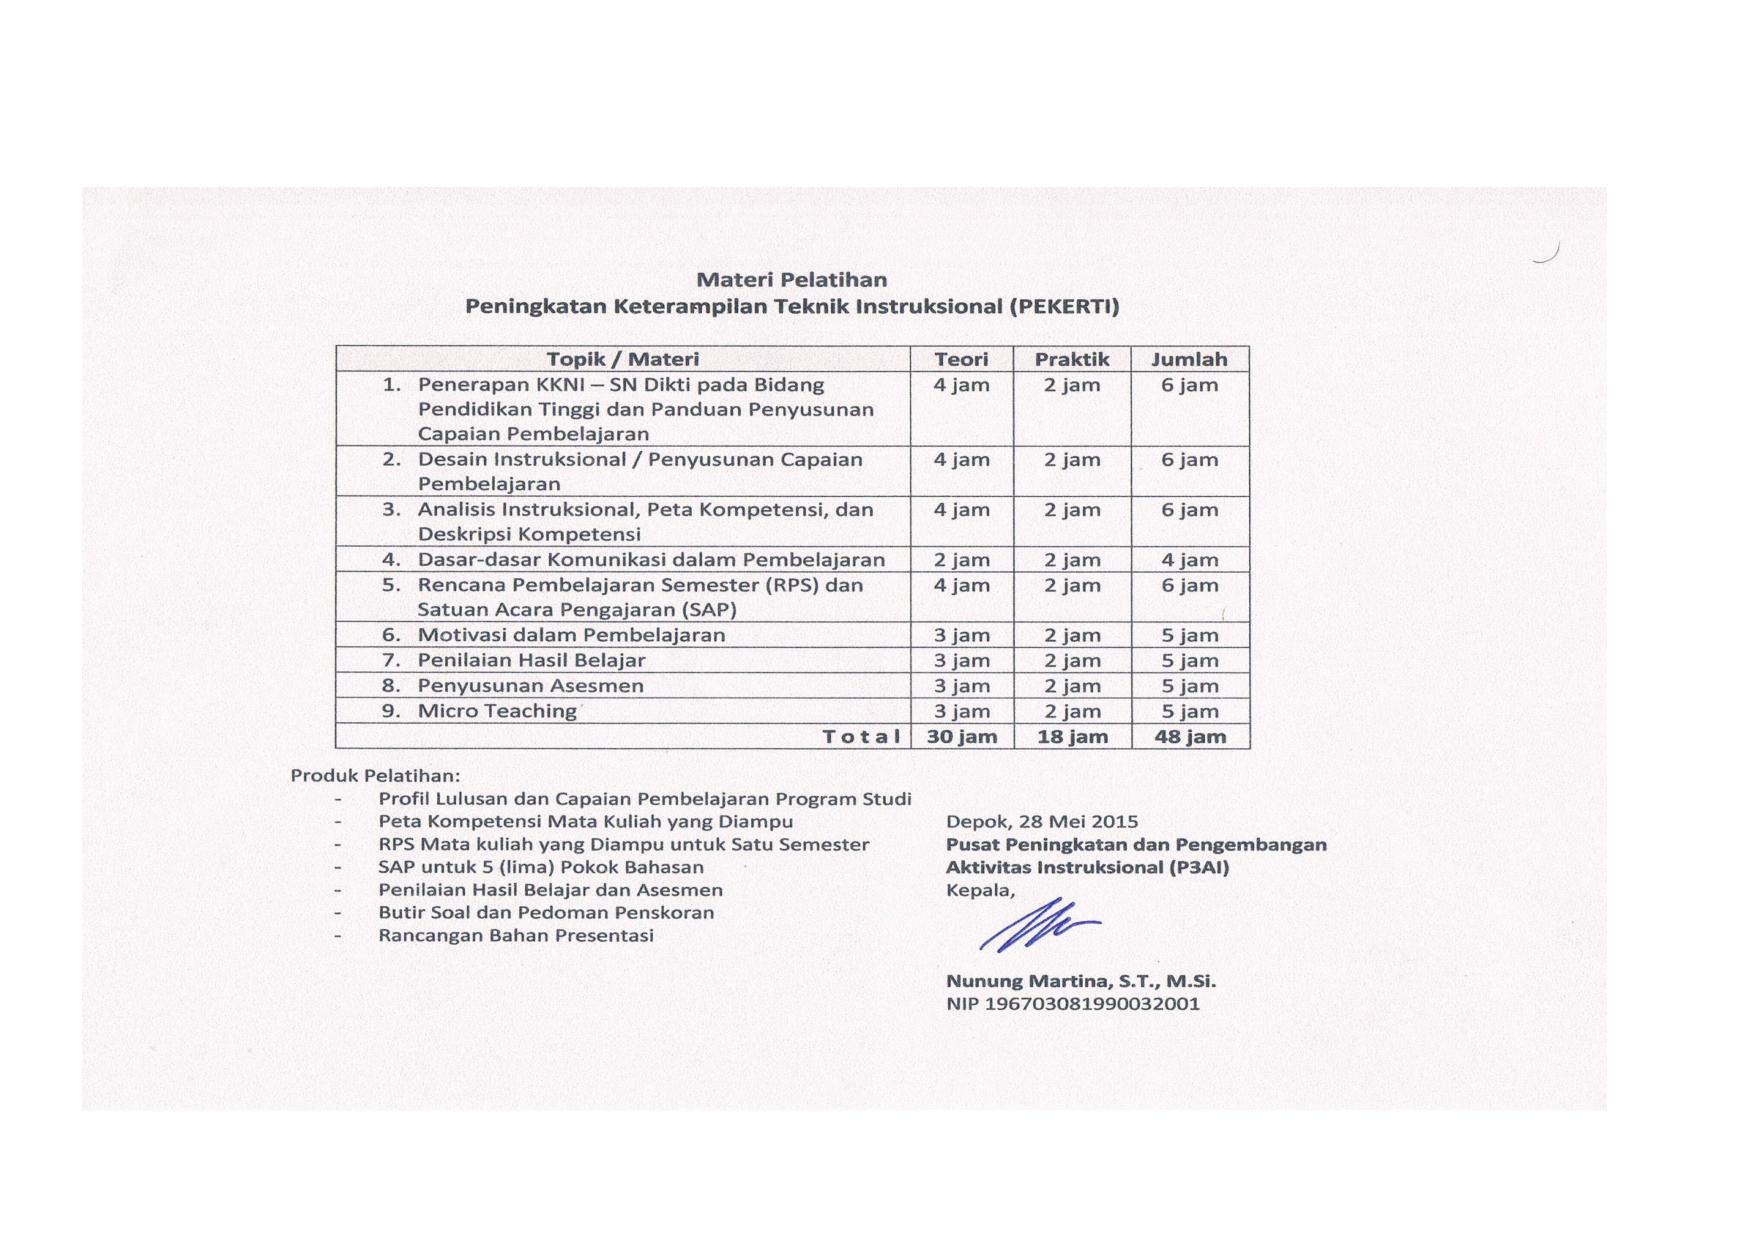 Materi Pelatihan
Peningkatan Keterampilan Teknik Instruksional (PEKERTI)
Topik / Materi Teori Praktik Jumlah
1. Penerapan KKNI – SN Dikti pada Bidang 4 jam 2 jam 6 jam
Pendidikan Tinggi dan Panduan Penyusunan
Capaian Pembelajaran
2. Desain Instruksional / Penyusunan Capaian 4 jam 2 jam 6 jam
Pembelajaran
3. Analisis Instruksional, Peta Kompetensi, dan 4 jam 2 jam 6 jam
Deskripsi Kompetensi
4. Dasar-dasar Komunikasi dalam Pembelajaran 2 jam 2 jam 4 jam
5. Rencana Pembelajaran Semester (RPS) dan 4 jam 2 jam 6 jam
Satuan Acara Pengajaran (SAP)
6. Motivasi dalam Pembelajaran 3 jam 2 jam 5 jam
7. Penilaian Hasil Belajar 3 jam 2 jam 5 jam
8. Penyusunan Asesmen 3 jam 2 jam 5 jam
9. Micro Teaching 3 jam 2 jam 5 jam
Total 30 jam 18 jam 48 jam
Produk Pelatihan:
- Profil Lulusan dan Capaian Pembelajaran Program Studi
- Peta Kompetensi Mata Kuliah yang Diampu
- RPS Mata kuliah yang Diampu untuk Satu Semester
- SAP untuk 5 (lima) Pokok Bahasan
- Penilaian Hasil Belajar dan Asesmen
- Butir Soal dan Pedoman Penskoran
- Rancangan Bahan Presentasi
Depok, 28 Mei 2015
Pusat Peningkatan dan Pengembangan
Aktivitas Instruksional (P3AI)
Kepala,
Nunung Martina, S.T., M.Si.
NIP 196703081990032001